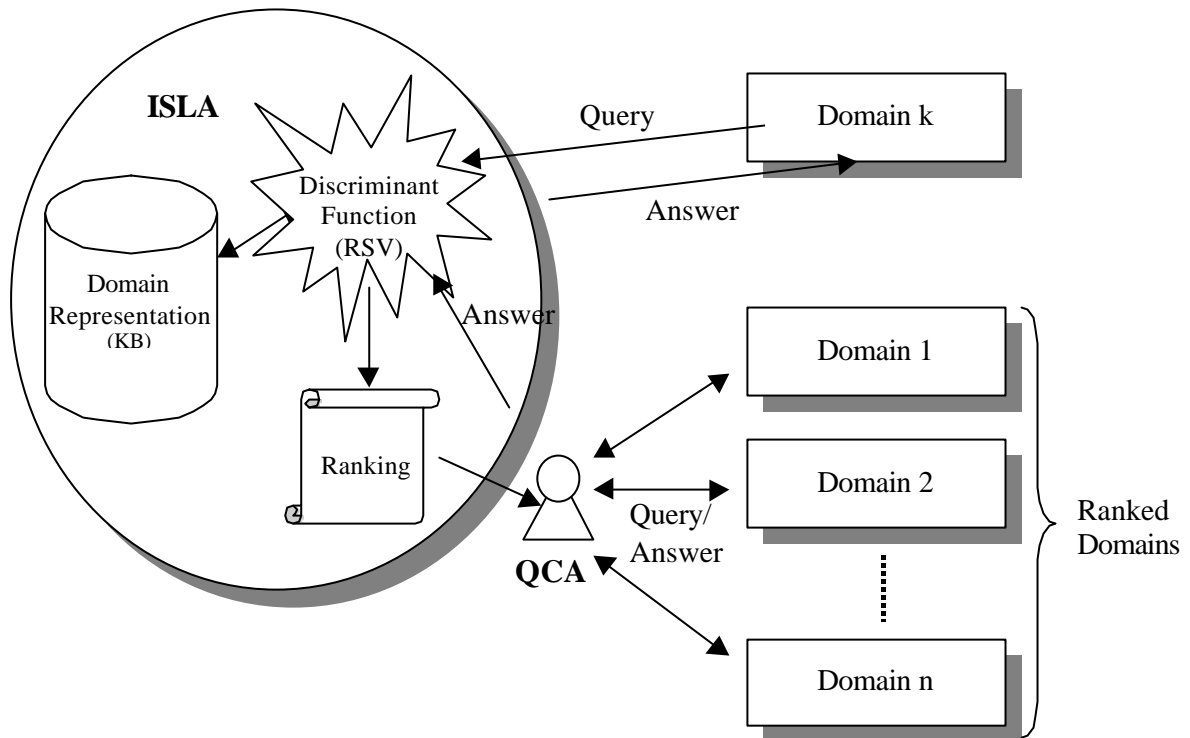 ISLA
Discriminant
Function
(RSV)
Domain
Representation
(KB)
Ranking
Answer
Query
Answer
Domain k
QCA
Query/
Answer
Domain 1
Domain 2
Domain n
Ranked
Domains